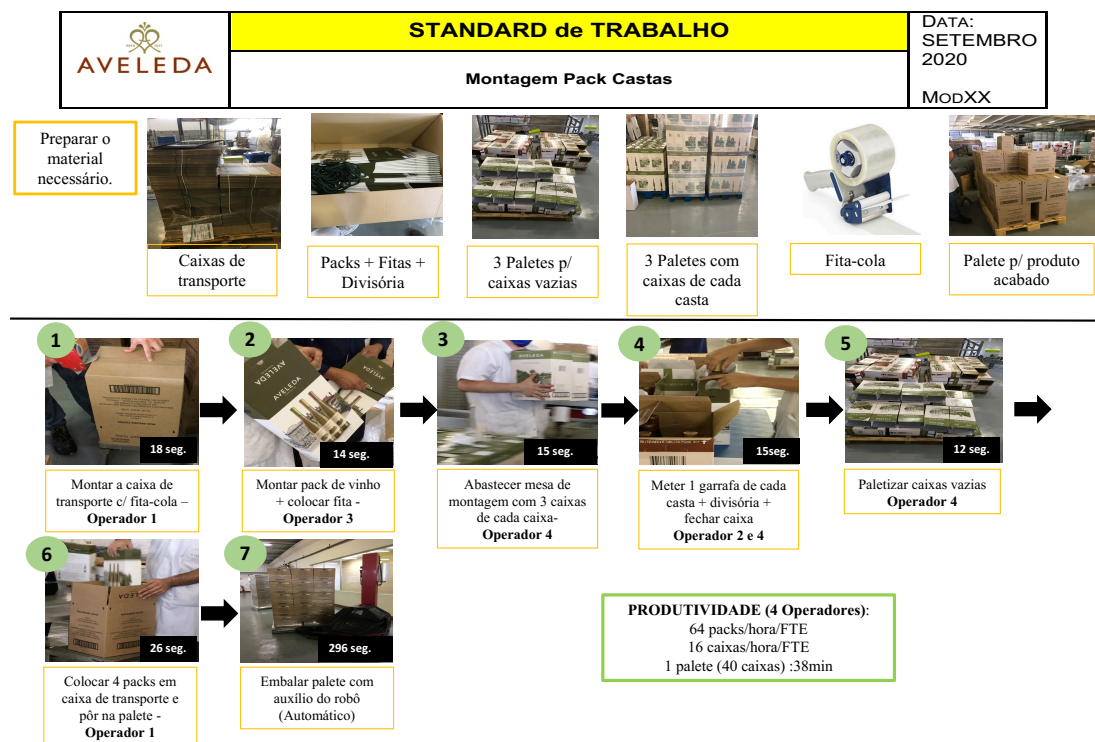 AVELEDA
STANDARD de TRABALHO
Montagem Pack Castas
DATA:
SETEMBRO
2020
MODXX
Preparar o
material
necessário.
Caixas de
transporte
Packs + Fitas +
Divisória
3 Paletes p/
caixas vazias
3 Paletes com
caixas de cada
casta
Fita-cola
Palete p/ produto
acabado
1
18 seg.
Montar a caixa de
transporte c/ fita-cola –
Operador 1
2
AVELEDA
AVELEDA
14 seg.
Montar pack de vinho
+ colocar fita -
Operador 3
3
AVELEDA
15 seg.
Abastecer mesa de
montagem com 3 caixas
de cada caixa-
Operador 4
4
15seg.
Meter 1 garrafa de cada
casta + divisória +
fechar caixa
Operador 2 e 4
5
12 seg.
Paletizar caixas vazias
Operador 4
6
AVELEDA
26 seg.
Colocar 4 packs em
caixa de transporte e
pôr na palete -
Operador 1
7
296 seg.
Embalar palete com
auxílio do robô
(Automático)
PRODUTIVIDADE (4 Operadores):
64 packs/hora/FTE
16 caixas/hora/FTE
1 palete (40 caixas) :38min